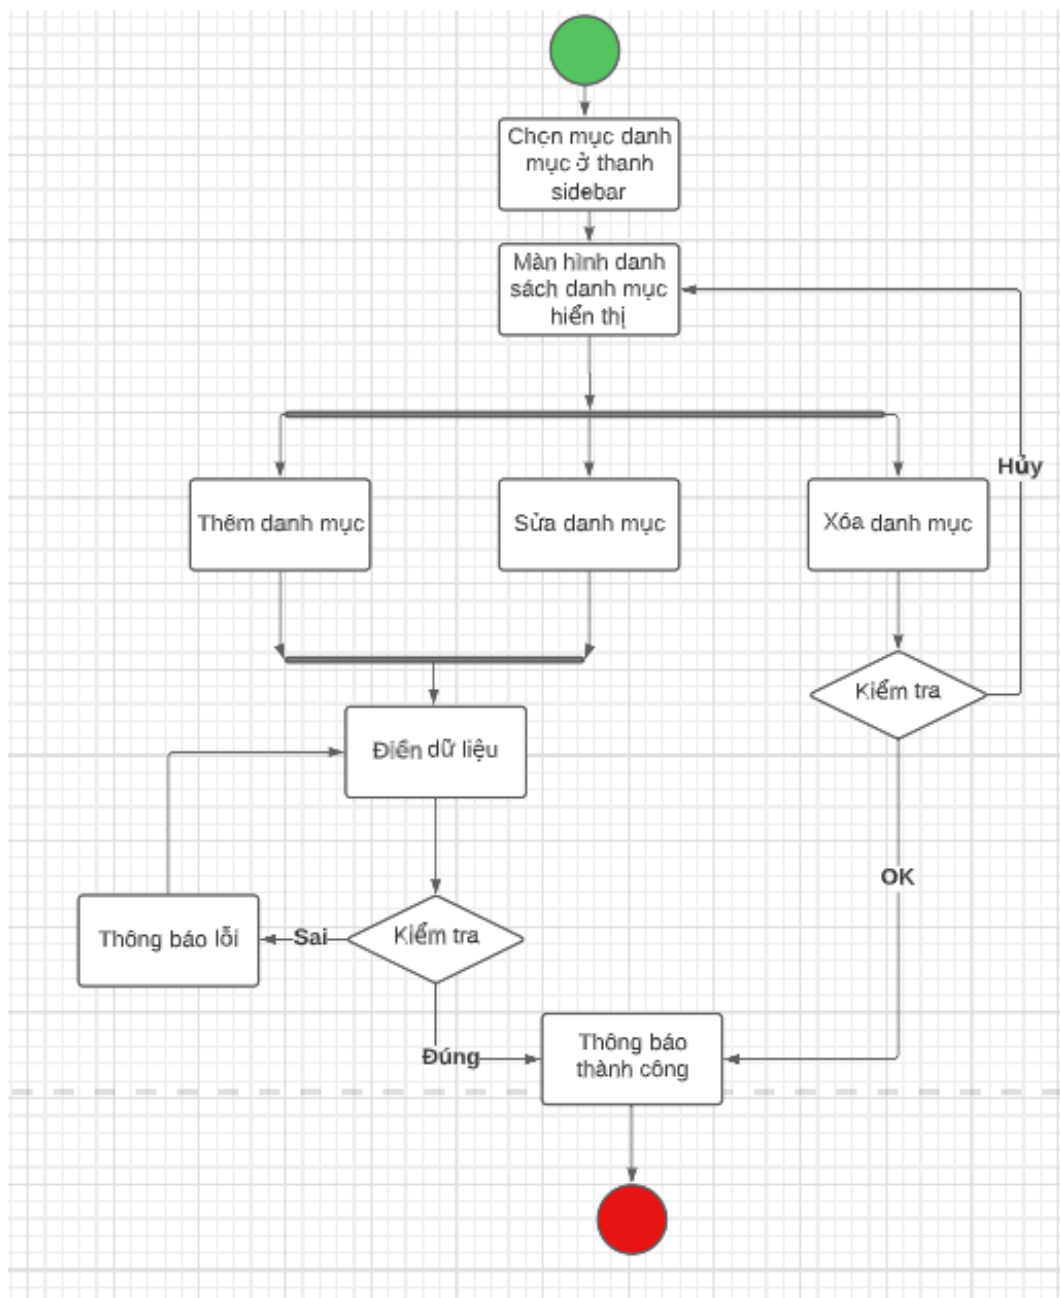 Chọn mục danh
mục ở thanh
sidebar
Màn hình danh
sách danh mục
hiển thị
Hủy
Thêm danh mục
Sửa danh mục
Xóa danh mục
Kiểm tra
Điền dữ liệu
OK
Thông báo lỗi
Sai
Kiểm tra
Đúng
Thông báo
thành công